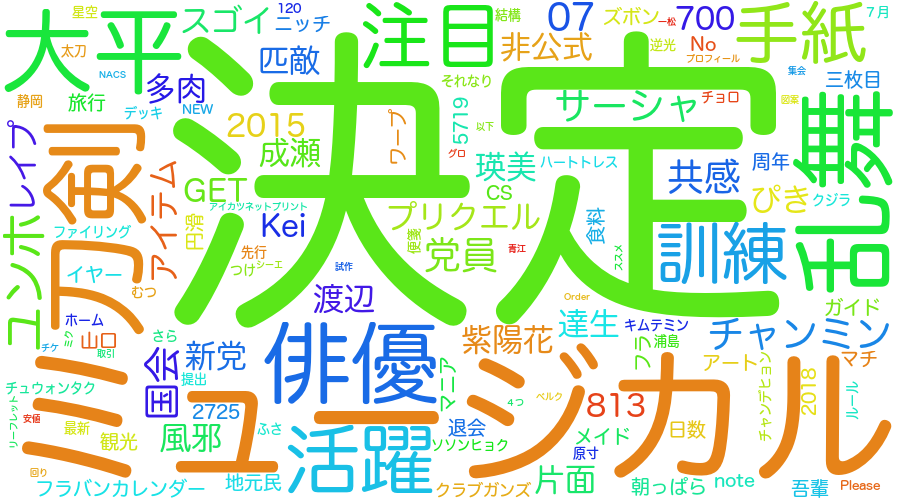 決定
ミュージカル
刀剣
乱舞
大平
俳優
活躍
注目
訓練
手紙
チャンミン
ユンホ
サーシャ
07
700
スゴイ
120
ニッチ
匹敵
多肉
星空
太刀
NACS
静岡
旅行
デッキ
NEW
レイプ
2015
成瀬
GET
アイテム
ワープ
アイカツネットプリント
Kei
円滑
ファイリング
イヤー
むつ
先行
つけ
シーエ
試作
渡辺
プリクエル
党員
便箋
グロ
青江
5719
CS
瑛美
ハートトレス
以下
それなり
結構
非公式
ズボン
一松
逆光
No
プロフィール
チョロ
7月
集会
三枚目
図案
共感
周年
ぴき
クジラ
食料
ススメ
ガイド
Order
達生
キムテミン
浦島
フラ
アート
マチ
チャンデヒョン
2018
ルール
紫陽花
813
メイド
原寸
日数
4つ
ベルク
マニア
退会
ソソンヒョク
クラブガンズ
片面
朝っぱら
note
吾輩
Please
ホーム
山口
ミク
チケ
取引
さら
新党
提出
国会
2725
風邪
ふさ
地元民
チュウォンタク
リーフレット
安値
最新
観光
回り
フラバンカレンダー